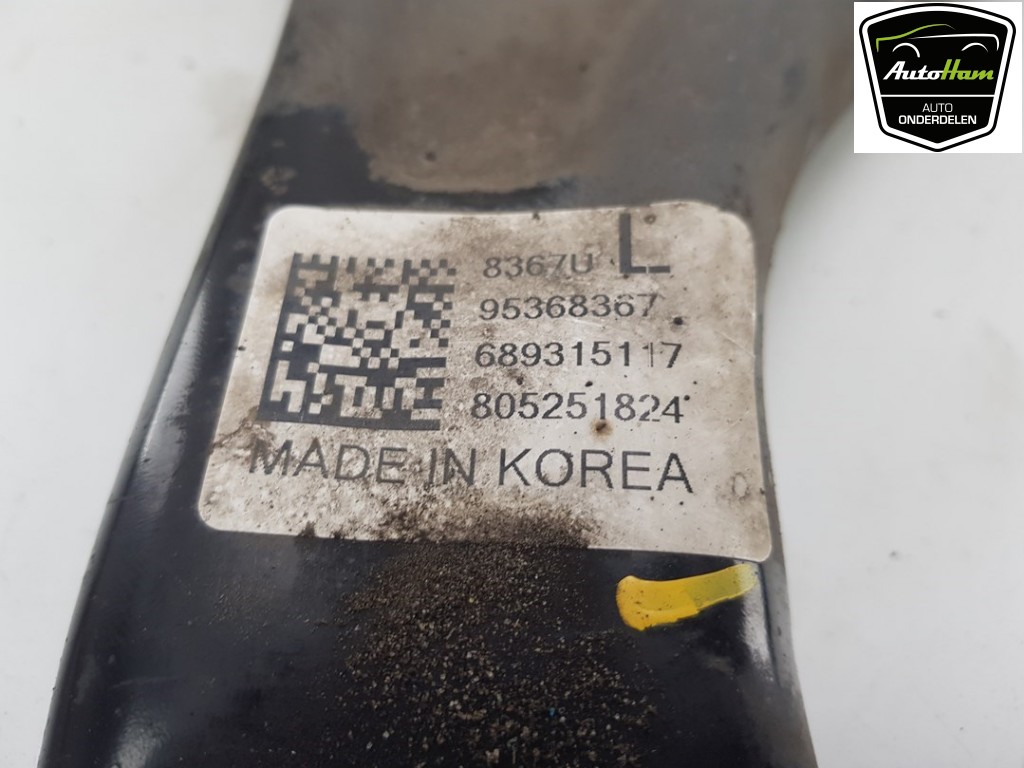 AutoHam
AUTO
ONDERDELEN
8367U L
95368367
689315117
805251824
MADE IN KOREA